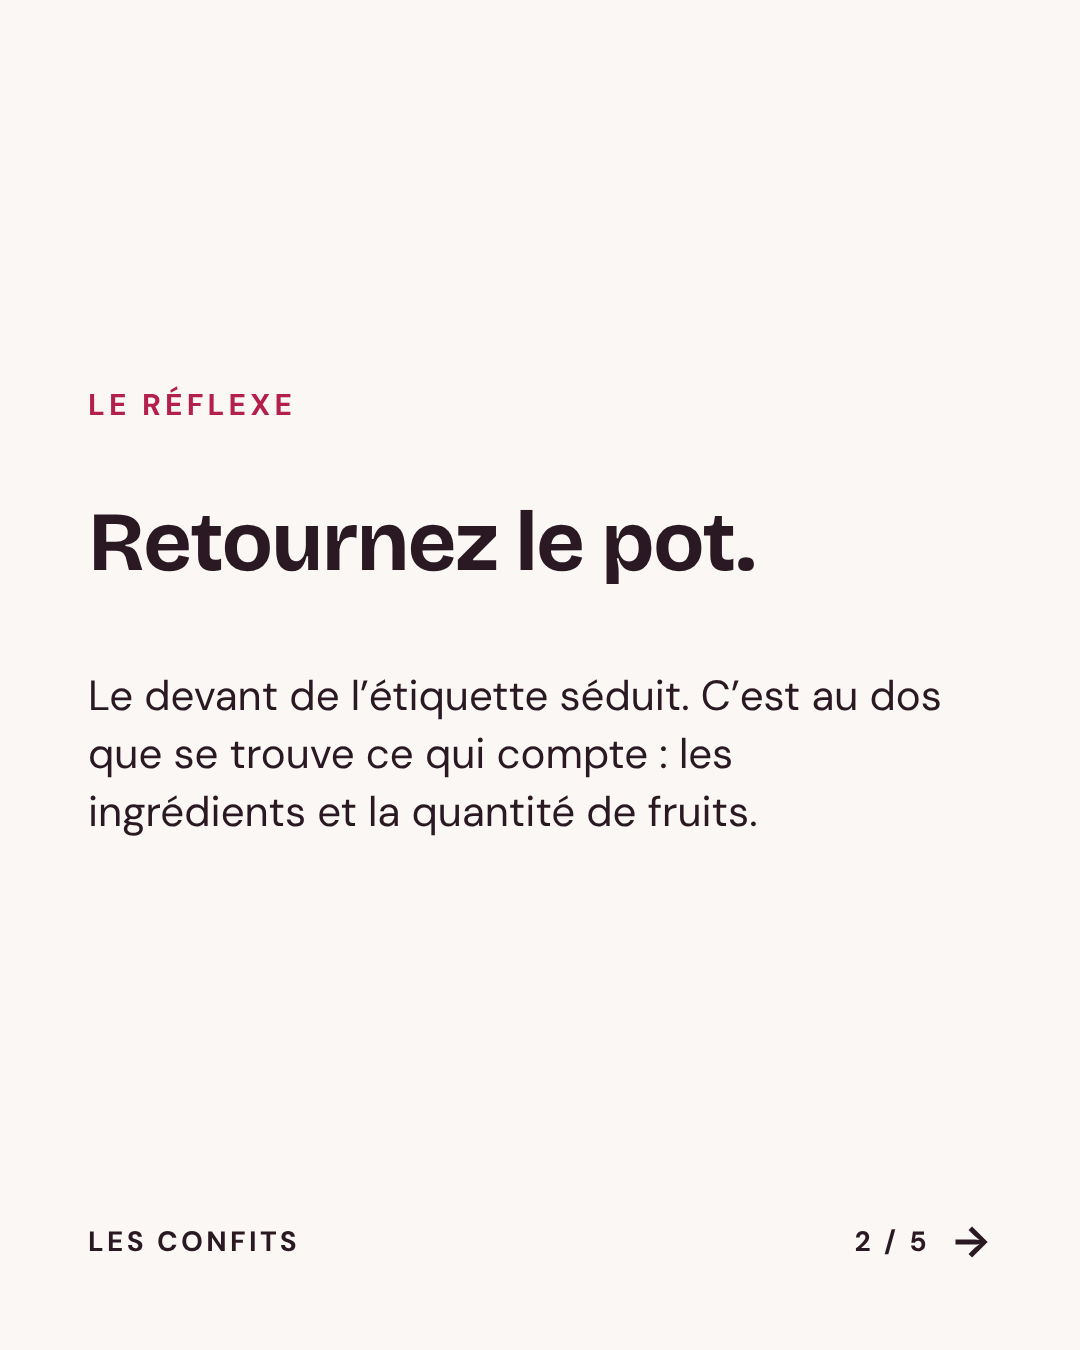 LE RÉFLEXE
Retournez le pot.
Le devant de l’étiquette séduit. C’est au dos
que se trouve ce qui compte : les
ingrédients et la quantité de fruits.
LES CONFITS
2 / 5 →